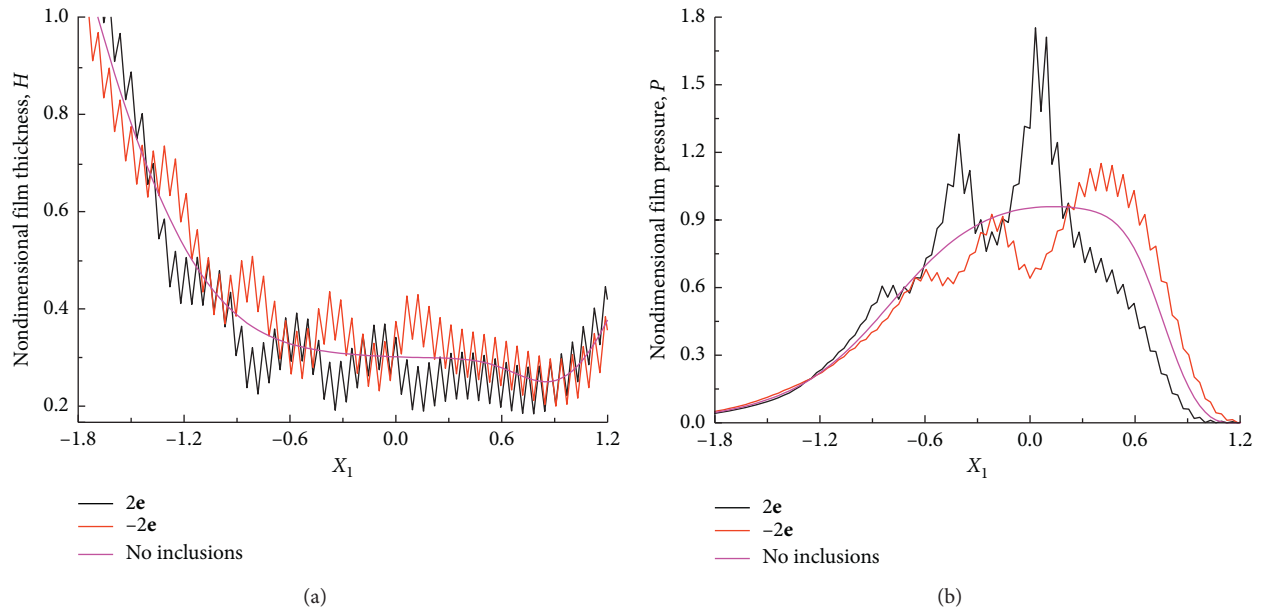 Nondimensional film thickness, H
1.0
0.8
0.6
0.4
0.2
−1.8
−1.2
−0.6
0.0
0.6
1.2
X1
2e
−2e
No inclusions
(a)
Nondimensional film pressure, P
1.8
1.5
1.2
0.9
0.6
0.3
0.0
−1.8
−1.2
−0.6
0.0
0.6
1.2
X1
2e
−2e
No inclusions
(b)